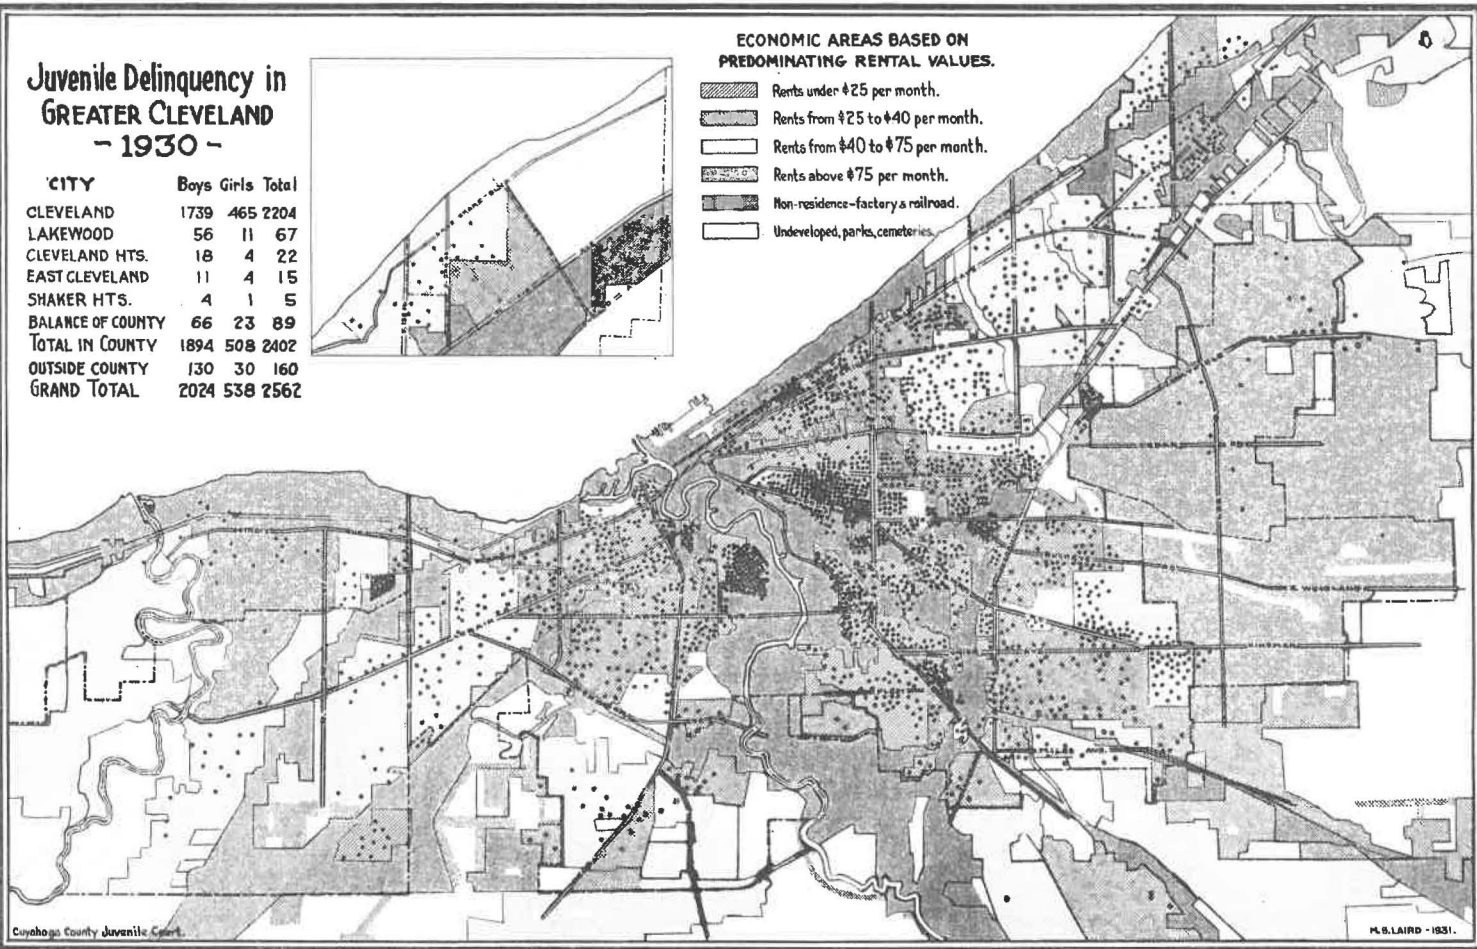 Juvenile Delinquency in
GREATER CLEVELAND
- 1930 -
CITY Boys Girls Total
CLEVELAND 1739 465 2204
LAKEWOOD 56 11 67
CLEVELAND HTS. 18 4 22
EAST CLEVELAND 11 4 15
SHAKER HTS. 4 1 5
BALANCE OF COUNTY 66 23 89
TOTAL IN COUNTY 1894 508 2402
OUTSIDE COUNTY 130 30 160
GRAND TOTAL 2024 538 2562
ECONOMIC AREAS BASED ON
PREDOMINATING RENTAL VALUES.
Rents under $25 per month.
Rents from $25 to $40 per month.
Rents from $40 to $75 per month.
Rents above $75 per month.
Non-residence-factory & railroad.
Undeveloped, parks, cemeteries.
KINSMAN
MILES AVE.
Cuyahoga County Juvenile Court.
M.B.LAIRD - 1931.